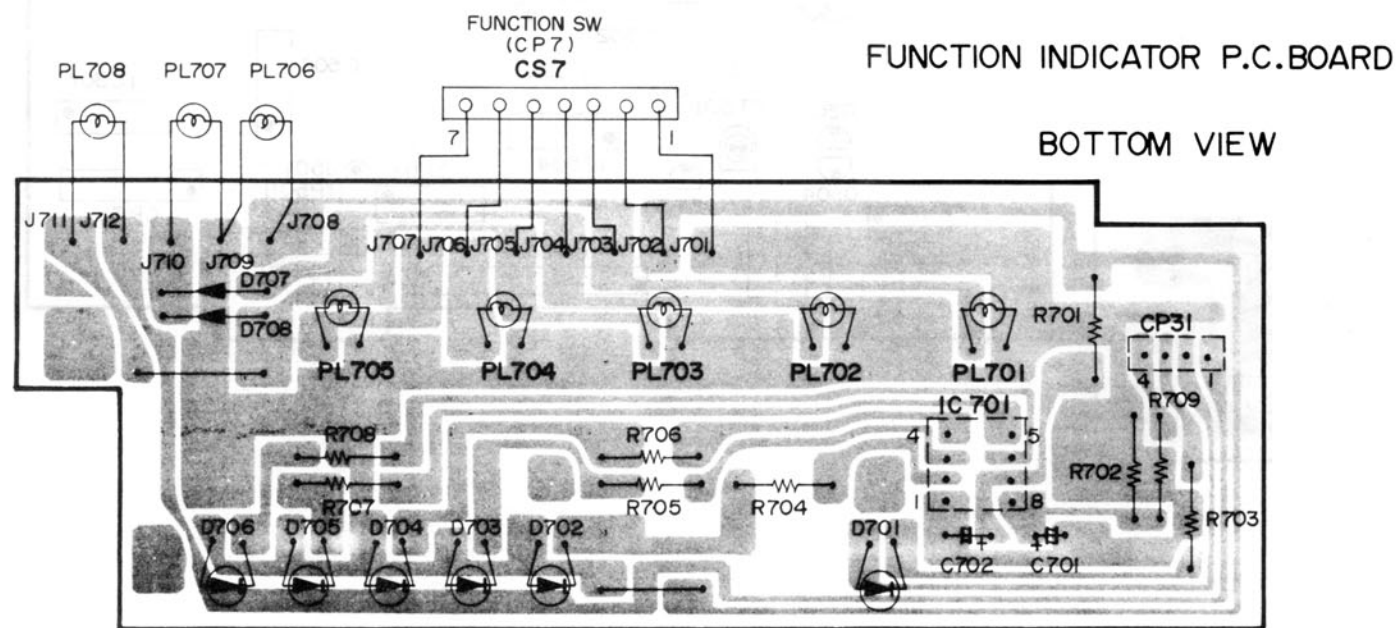 FUNCTION SW
(CP7)
CS7
FUNCTION INDICATOR P.C.BOARD
PL708 PL707 PL706
7 1
BOTTOM VIEW
J711 J712 J708
J707 J706 J705 J704 J703 J702 J701
J710 J709 D707
D708
R701
CP31
PL705 PL704 PL703 PL702 PL701
4 1
IC 701 R709
R708 R706 4 5
R702
R707 R705 R704 1 8
R703
D706 D705 D704 D703 D702 D701
+ +
C702 C701